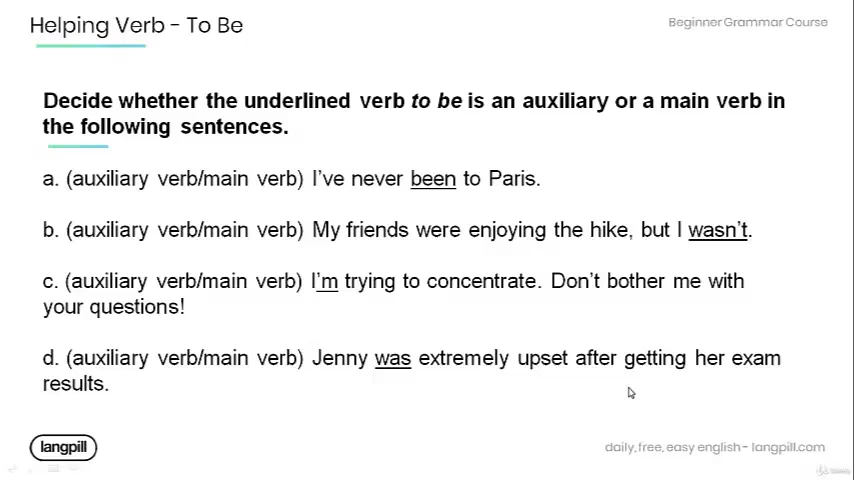 Helping Verb - To Be
Beginner Grammar Course
Decide whether the underlined verb to be is an auxiliary or a main verb in
the following sentences.
a. (auxiliary verb/main verb) I’ve never been to Paris.
b. (auxiliary verb/main verb) My friends were enjoying the hike, but I wasn’t.
c. (auxiliary verb/main verb) I’m trying to concentrate. Don’t bother me with
your questions!
d. (auxiliary verb/main verb) Jenny was extremely upset after getting her exam
results.
langpill
daily, free, easy english - langpill.com